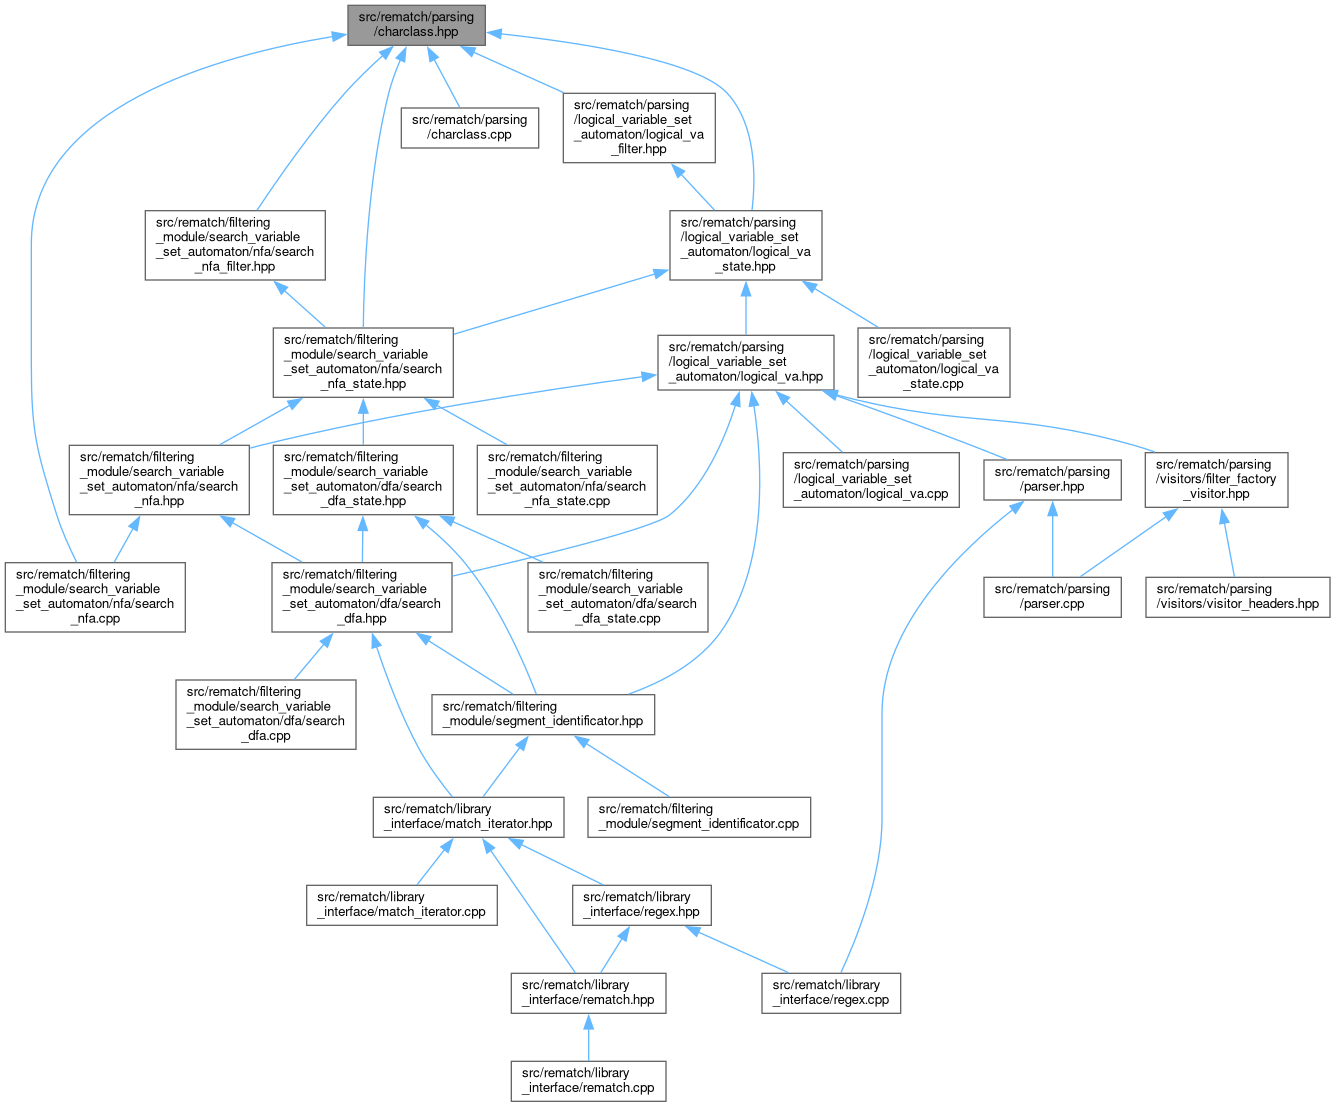 src/rematch/parsing
/charclass.hpp
src/rematch/parsing
/charclass.cpp
src/rematch/parsing
/logical_variable_set
_automaton/logical_va
_filter.hpp
src/rematch/filtering
_module/search_variable
_set_automaton/nfa/search
_nfa_filter.hpp
src/rematch/parsing
/logical_variable_set
_automaton/logical_va
_state.hpp
src/rematch/filtering
_module/search_variable
_set_automaton/nfa/search
_nfa_state.hpp
src/rematch/parsing
/logical_variable_set
_automaton/logical_va.hpp
src/rematch/parsing
/logical_variable_set
_automaton/logical_va
_state.cpp
src/rematch/filtering
_module/search_variable
_set_automaton/nfa/search
_nfa.hpp
src/rematch/filtering
_module/search_variable
_set_automaton/dfa/search
_dfa_state.hpp
src/rematch/filtering
_module/search_variable
_set_automaton/nfa/search
_nfa_state.cpp
src/rematch/parsing
/logical_variable_set
_automaton/logical_va.cpp
src/rematch/parsing
/parser.hpp
src/rematch/parsing
/visitors/filter_factory
_visitor.hpp
src/rematch/filtering
_module/search_variable
_set_automaton/nfa/search
_nfa.cpp
src/rematch/filtering
_module/search_variable
_set_automaton/dfa/search
_dfa.hpp
src/rematch/filtering
_module/search_variable
_set_automaton/dfa/search
_dfa_state.cpp
src/rematch/parsing
/parser.cpp
src/rematch/parsing
/visitors/visitor_headers.hpp
src/rematch/filtering
_module/search_variable
_set_automaton/dfa/search
_dfa.cpp
src/rematch/filtering
_module/segment_identificator.hpp
src/rematch/library
_interface/match_iterator.hpp
src/rematch/filtering
_module/segment_identificator.cpp
src/rematch/library
_interface/match_iterator.cpp
src/rematch/library
_interface/regex.hpp
src/rematch/library
_interface/rematch.hpp
src/rematch/library
_interface/regex.cpp
src/rematch/library
_interface/rematch.cpp